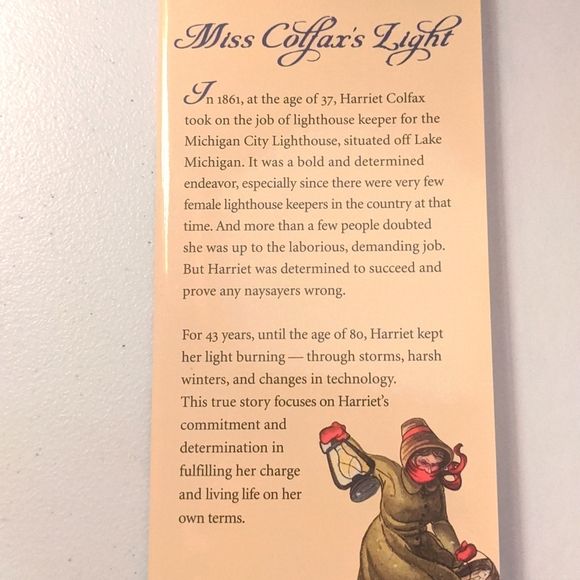 Miss Colfax's Light
In 1861, at the age of 37, Harriet Colfax
took on the job of lighthouse keeper for the
Michigan City Lighthouse, situated off Lake
Michigan. It was a bold and determined
endeavor, especially since there were very few
female lighthouse keepers in the country at that
time. And more than a few people doubted
she was up to the laborious, demanding job.
But Harriet was determined to succeed and
prove any naysayers wrong.
For 43 years, until the age of 80, Harriet kept
her light burning — through storms, harsh
winters, and changes in technology.
This true story focuses on Harriet's
commitment and
determination in
fulfilling her charge
and living life on her
own terms.